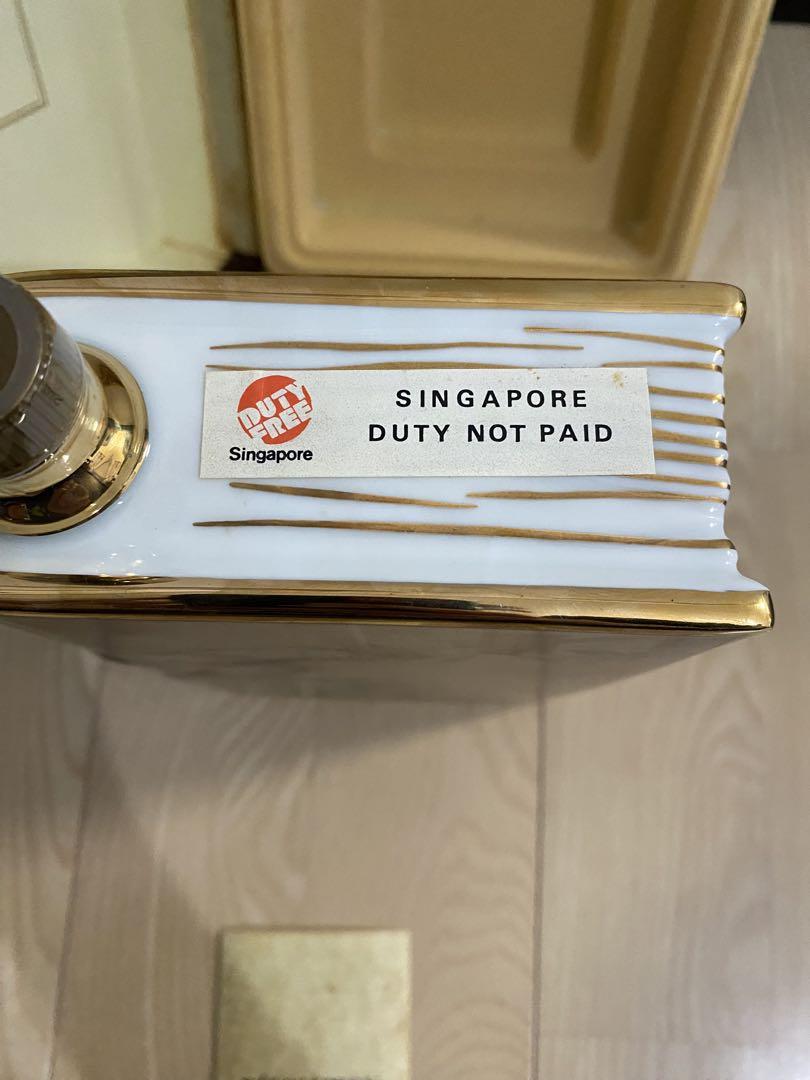 DUTY
FREE
Singapore
SINGAPORE
DUTY NOT PAID